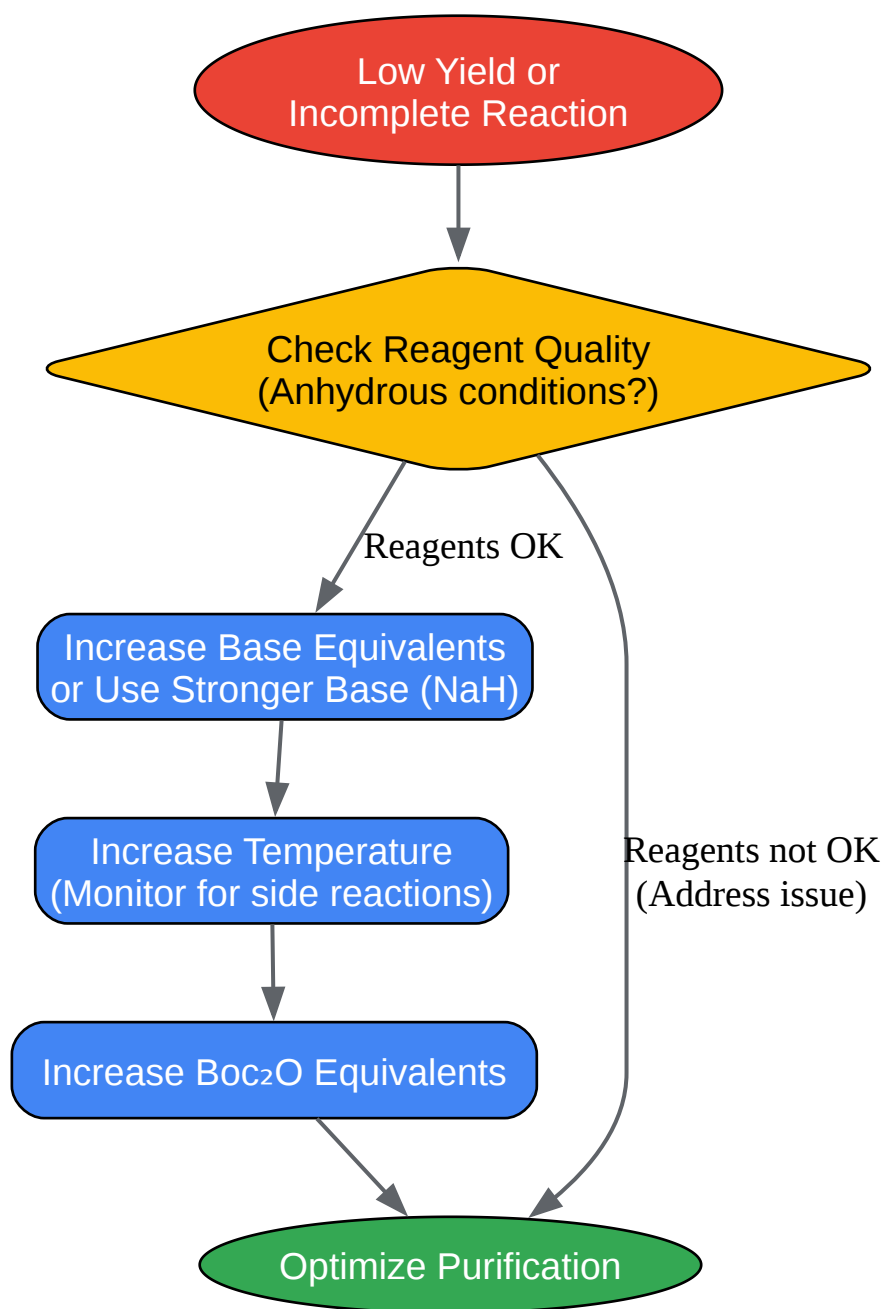 Low Yield or
Incomplete Reaction
Check Reagent Quality
(Anhydrous conditions?)
Reagents OK
Increase Base Equivalents
or Use Stronger Base (NaH)
Increase Temperature
(Monitor for side reactions)
Reagents not OK
(Address issue)
Increase Boc₂O Equivalents
Optimize Purification